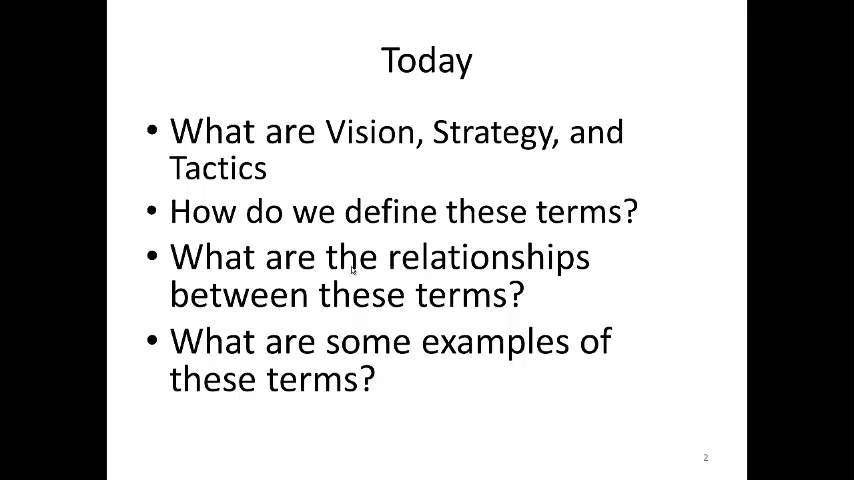 Today
• What are Vision, Strategy, and
Tactics
• How do we define these terms?
• What are the relationships
between these terms?
• What are some examples of
these terms?
2